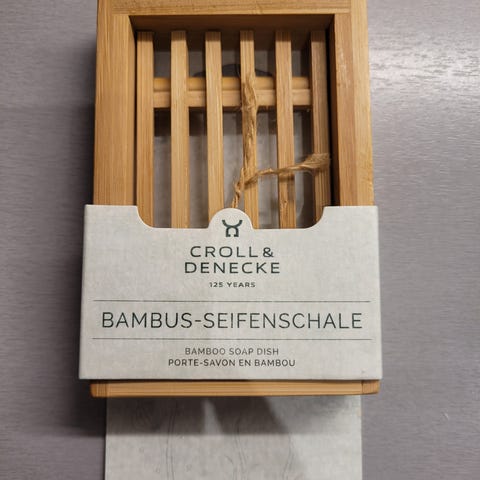 CROLL &
DENECKE
125 YEARS
BAMBUS-SEIFENSCHALE
BAMBOO SOAP DISH
PORTE-SAVON EN BAMBOU